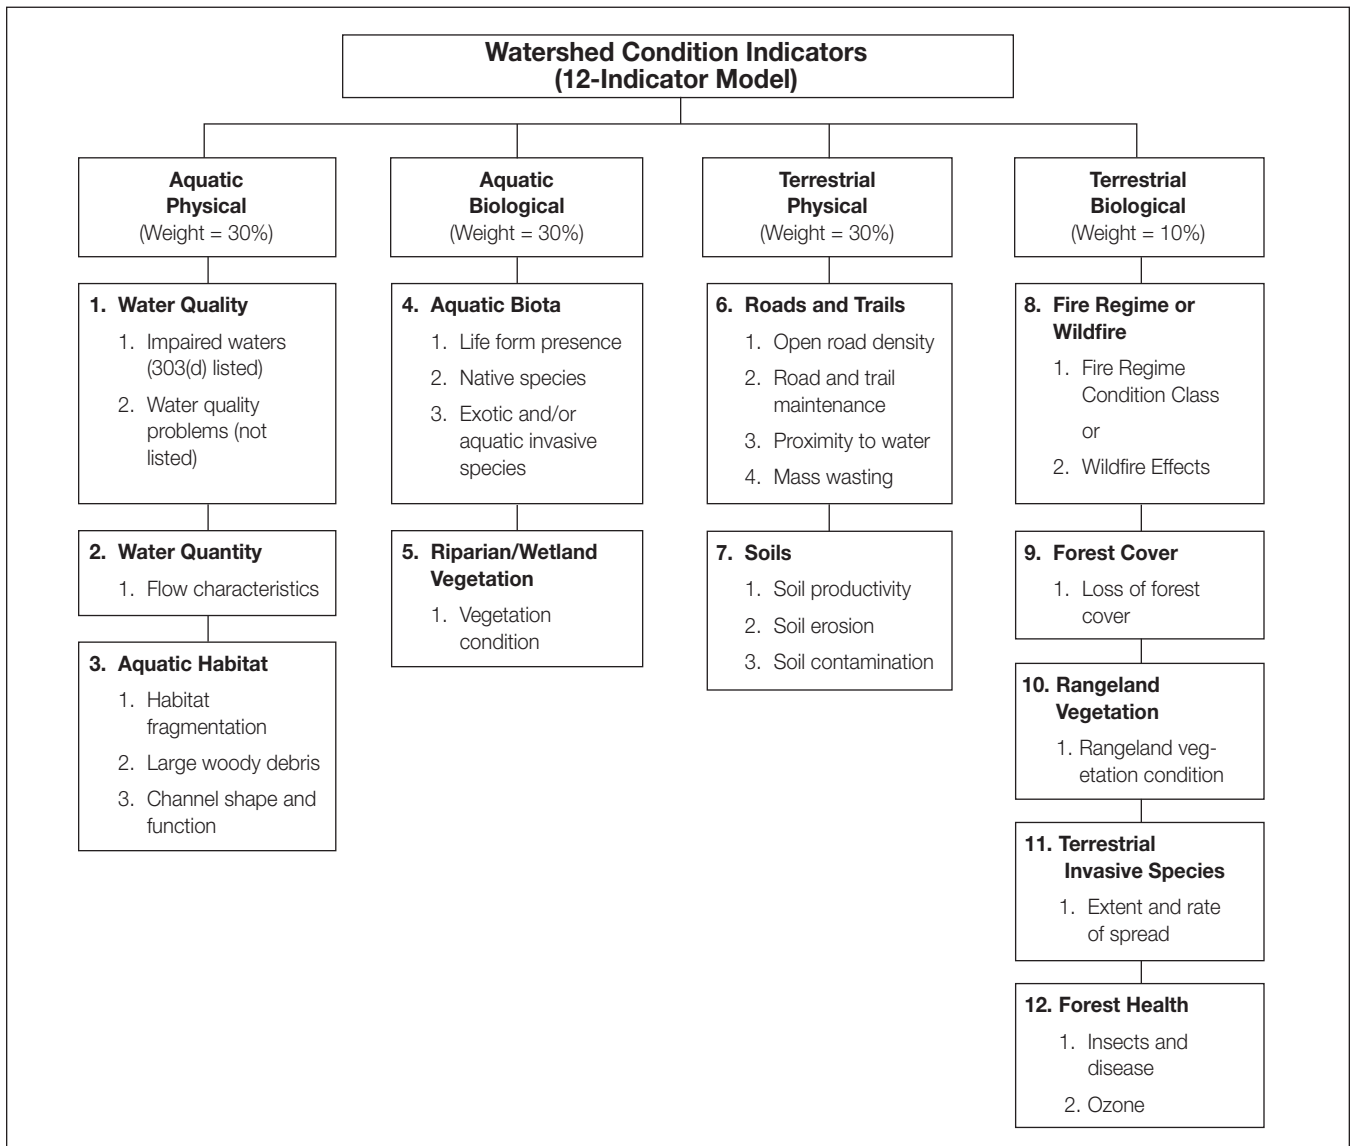 Watershed Condition Indicators
(12-Indicator Model)
Aquatic
Physical
(Weight = 30%)
1. Water Quality
1. Impaired waters
(303(d) listed)
2. Water quality
problems (not
listed)
2. Water Quantity
1. Flow characteristics
3. Aquatic Habitat
1. Habitat
fragmentation
2. Large woody debris
3. Channel shape and
function
Aquatic
Biological
(Weight = 30%)
4. Aquatic Biota
1. Life form presence
2. Native species
3. Exotic and/or
aquatic invasive
species
5. Riparian/Wetland
Vegetation
1. Vegetation
condition
Terrestrial
Physical
(Weight = 30%)
6. Roads and Trails
1. Open road density
2. Road and trail
maintenance
3. Proximity to water
4. Mass wasting
7. Soils
1. Soil productivity
2. Soil erosion
3. Soil contamination
Terrestrial
Biological
(Weight = 10%)
8. Fire Regime or
Wildfire
1. Fire Regime
Condition Class
or
2. Wildfire Effects
9. Forest Cover
1. Loss of forest
cover
10. Rangeland
Vegetation
1. Rangeland veg-
etation condition
11. Terrestrial
Invasive Species
1. Extent and rate
of spread
12. Forest Health
1. Insects and
disease
2. Ozone